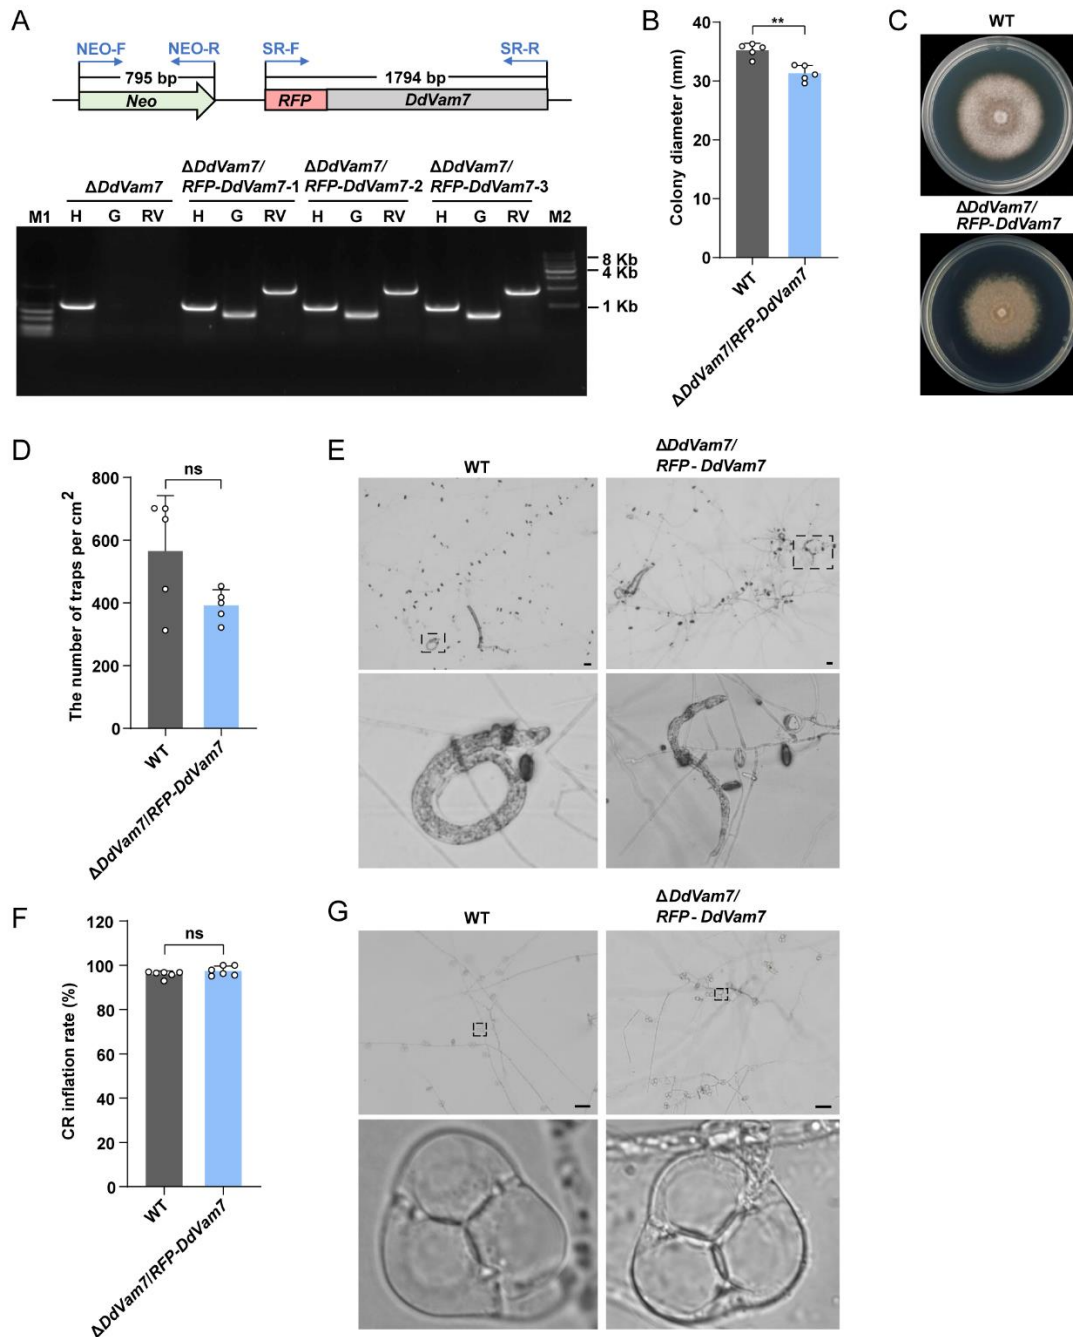 A
NEO-F NEO-R SR-F SR-R
795 bp 1794 bp
Neo RFP DdVam7
ΔDdVam7 ΔDdVam7/ ΔDdVam7/ ΔDdVam7/
RFP-DdVam7-1 RFP-DdVam7-2 RFP-DdVam7-3
M1 H G RV H G RV H G RV H G RV M2
8 Kb
4 Kb
1 Kb
B
Colony diameter (mm)
40
30
20
10
0
**
WT
ΔDdVam7/RFP-DdVam7
C
WT
ΔDdVam7/
RFP-DdVam7
D
The number of traps per cm2
800
600
400
200
0
ns
WT
ΔDdVam7/RFP-DdVam7
E
WT
ΔDdVam7/
RFP - DdVam7
F
CR inflation rate (%)
120
100
80
60
40
20
0
ns
WT
ΔDdVam7/RFP-DdVam7
G
WT
ΔDdVam7/
RFP - DdVam7